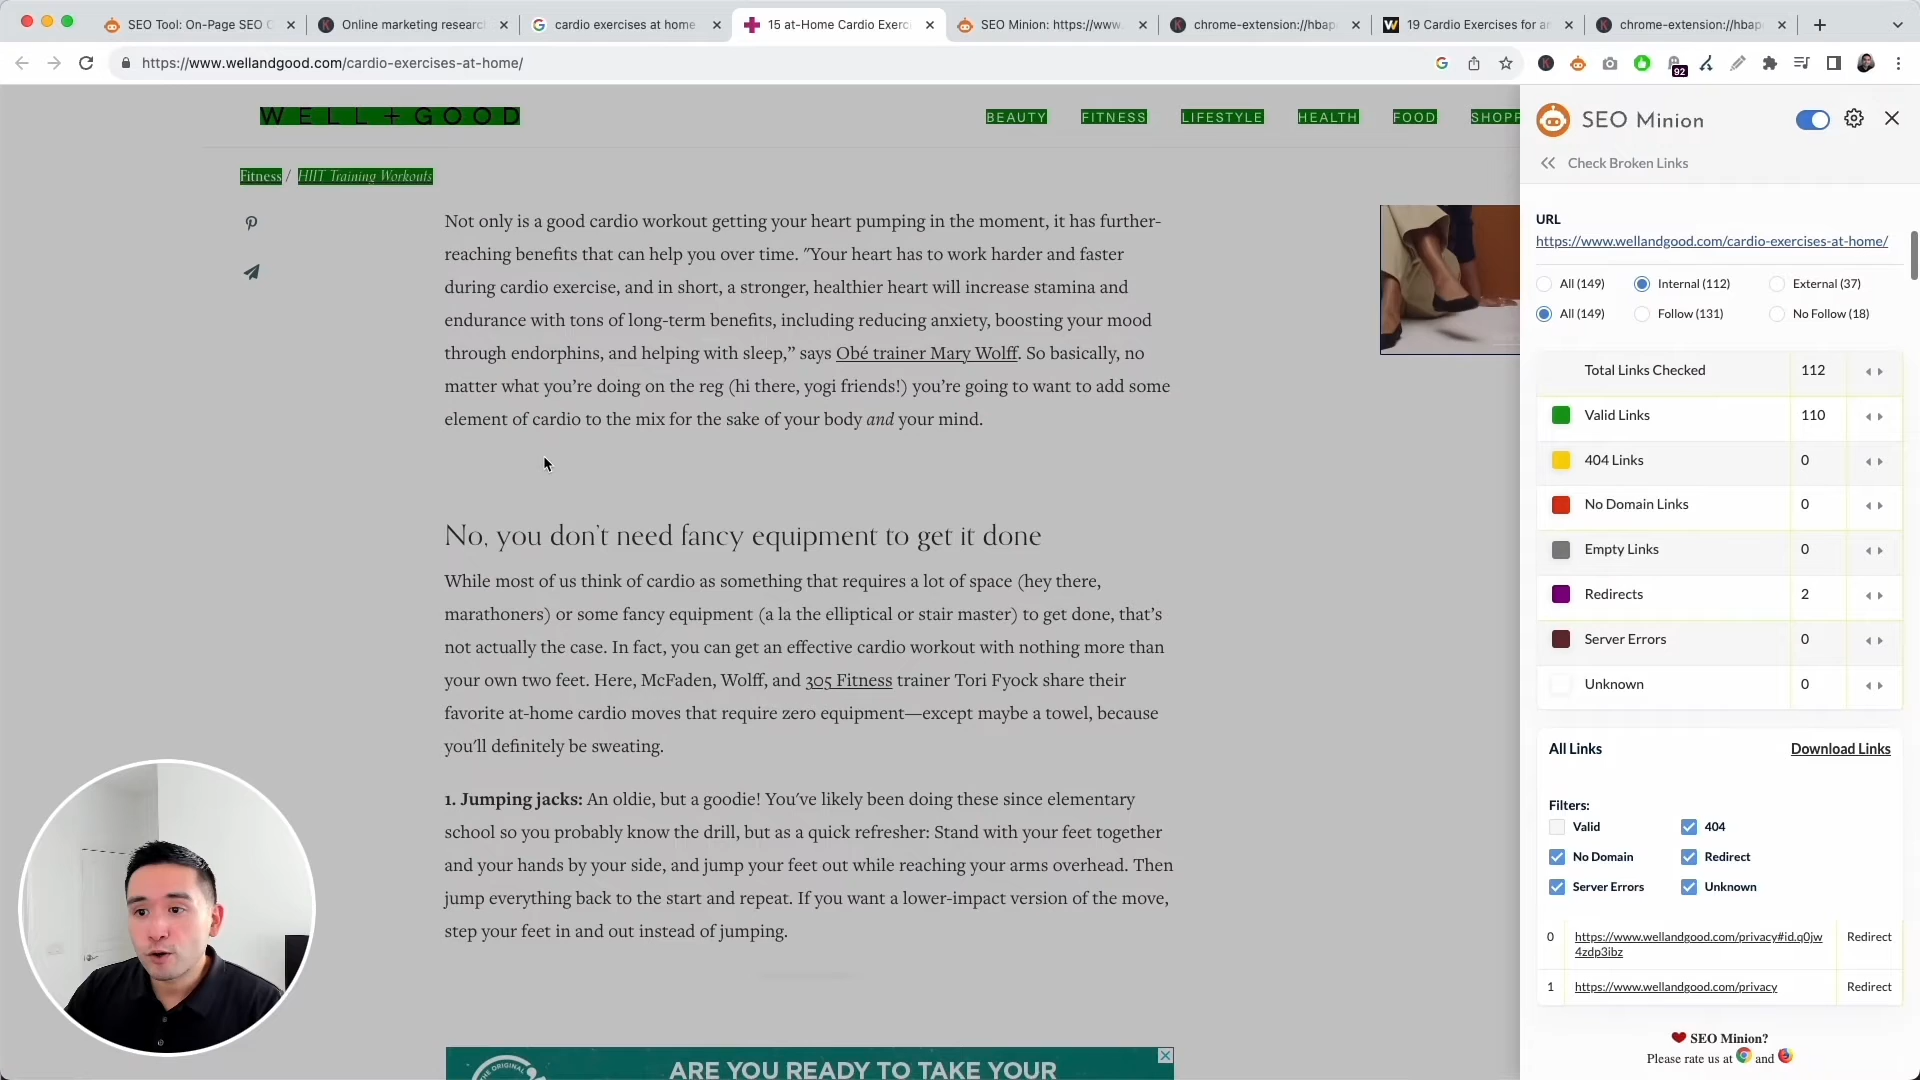 SEO Tool: On-Page SEO C
Online marketing researc
cardio exercises at home
15 at-Home Cardio Exerc
SEO Minion: https://www.
chrome-extension://hbap
19 Cardio Exercises for an
chrome-extension://hbap
https://www.wellandgood.com/cardio-exercises-at-home/
92
WELL+GOOD
BEAUTY FITNESS LIFESTYLE HEALTH FOOD SHOPP
Fitness / HIIT Training Workouts
Not only is a good cardio workout getting your heart pumping in the moment, it has further-
reaching benefits that can help you over time. "Your heart has to work harder and faster
during cardio exercise, and in short, a stronger, healthier heart will increase stamina and
endurance with tons of long-term benefits, including reducing anxiety, boosting your mood
through endorphins, and helping with sleep,” says Obé trainer Mary Wolff. So basically, no
matter what you’re doing on the reg (hi there, yogi friends!) you’re going to want to add some
element of cardio to the mix for the sake of your body and your mind.
No, you don’t need fancy equipment to get it done
While most of us think of cardio as something that requires a lot of space (hey there,
marathoners) or some fancy equipment (a la the elliptical or stair master) to get done, that’s
not actually the case. In fact, you can get an effective cardio workout with nothing more than
your own two feet. Here, McFaden, Wolff, and 305 Fitness trainer Tori Fyock share their
favorite at-home cardio moves that require zero equipment—except maybe a towel, because
you'll definitely be sweating.
1. Jumping jacks: An oldie, but a goodie! You've likely been doing these since elementary
school so you probably know the drill, but as a quick refresher: Stand with your feet together
and your hands by your side, and jump your feet out while reaching your arms overhead. Then
jump everything back to the start and repeat. If you want a lower-impact version of the move,
step your feet in and out instead of jumping.
THE ORIGINAL
ARE YOU READY TO TAKE YOUR
SEO Minion
Check Broken Links
URL
https://www.wellandgood.com/cardio-exercises-at-home/
All (149) Internal (112) External (37)
All (149) Follow (131) No Follow (18)
Total Links Checked 112
Valid Links 110
404 Links 0
No Domain Links 0
Empty Links 0
Redirects 2
Server Errors 0
Unknown 0
All Links Download Links
Filters:
Valid 404
No Domain Redirect
Server Errors Unknown
0 https://www.wellandgood.com/privacy#id.q0jw Redirect
4zdp3ibz
1 https://www.wellandgood.com/privacy Redirect
SEO Minion?
Please rate us at and